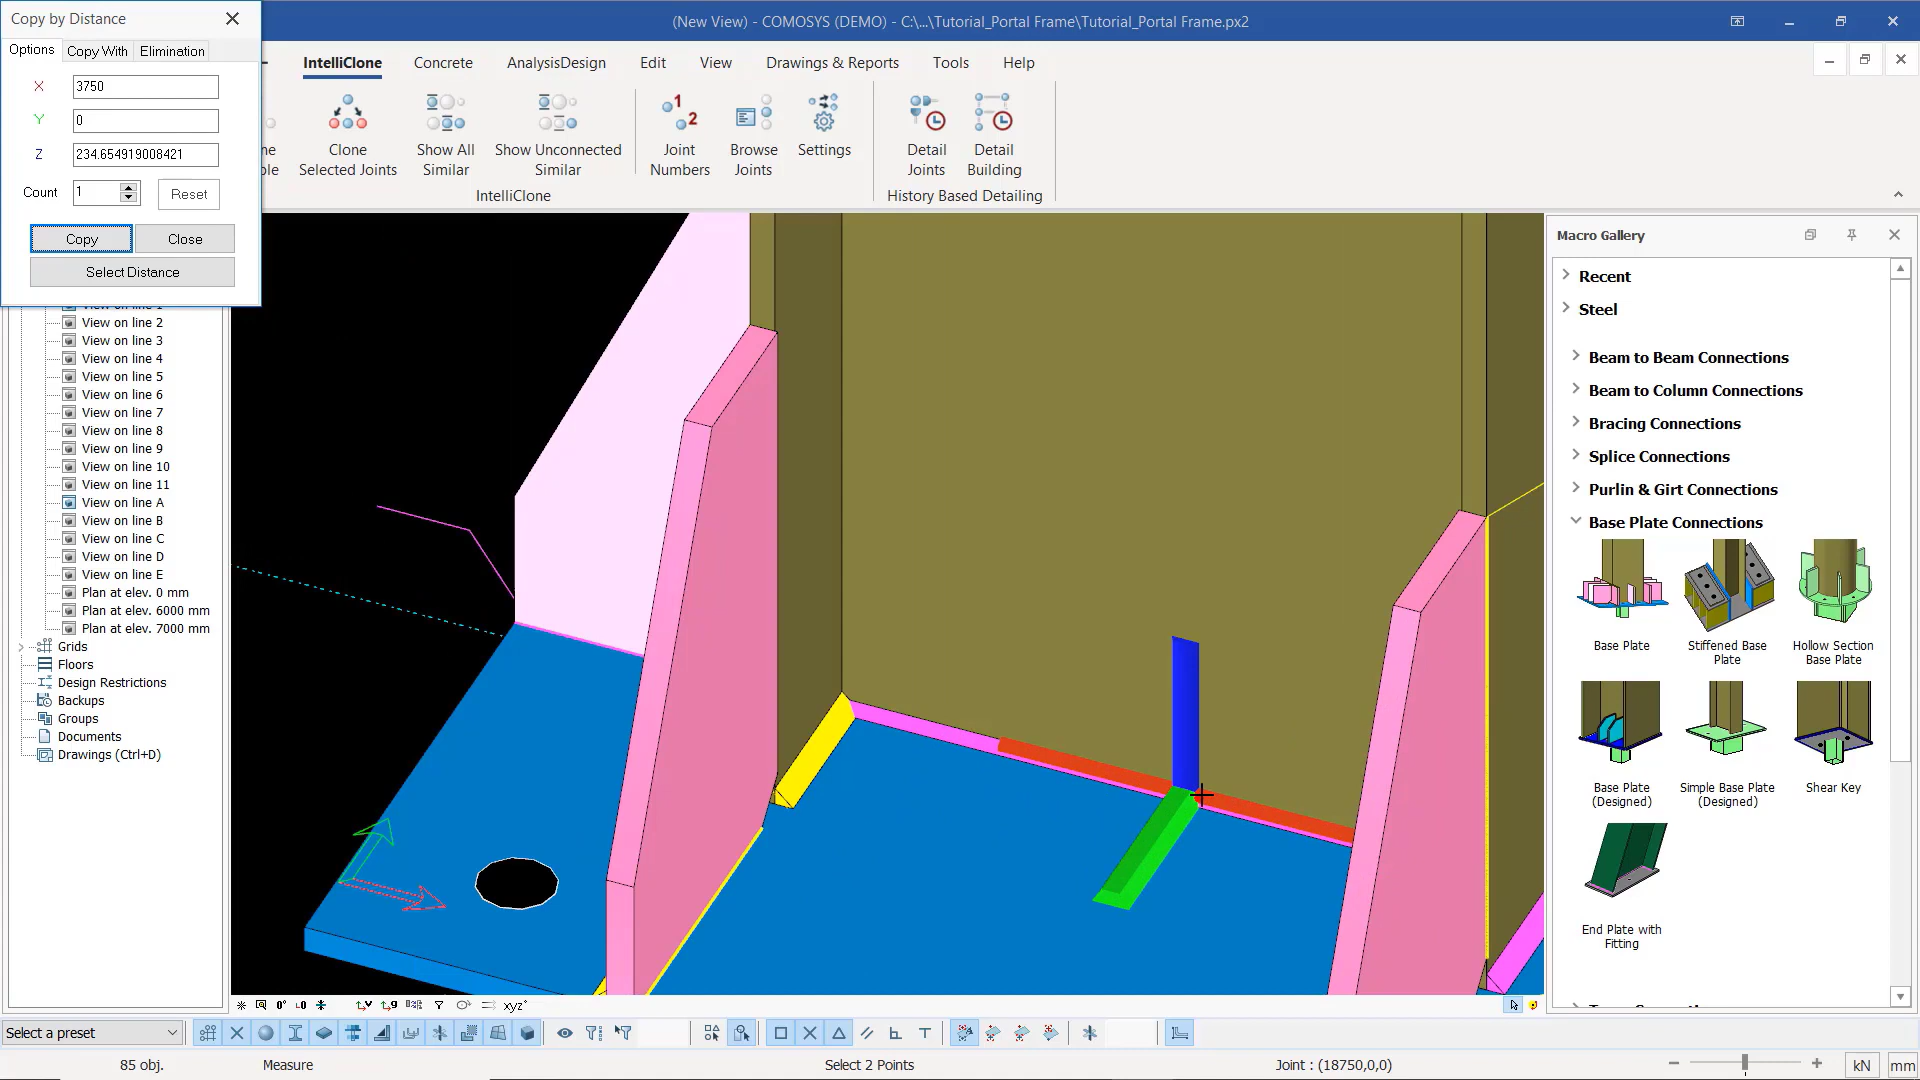 Copy by Distance
(New View) - COMOSYS (DEMO) - C:\...\Tutorial_Portal Frame\Tutorial_Portal Frame.px2
Options
Copy With
Elimination
X
3750
Y
0
Z
234.654919008421
Count
1
Reset
Copy
Close
Select Distance
IntelliClone
Concrete
AnalysisDesign
Edit
View
Drawings & Reports
Tools
Help
Clone
Selected Joints
Show All
Similar
Show Unconnected
Similar
Joint
Numbers
Browse
Joints
Settings
Detail
Joints
Detail
Building
IntelliClone
History Based Detailing
View on line 2
View on line 3
View on line 4
View on line 5
View on line 6
View on line 7
View on line 8
View on line 9
View on line 10
View on line 11
View on line A
View on line B
View on line C
View on line D
View on line E
Plan at elev. 0 mm
Plan at elev. 6000 mm
Plan at elev. 7000 mm
Grids
Floors
Design Restrictions
Backups
Groups
Documents
Drawings (Ctrl+D)
Macro Gallery
Recent
Steel
Beam to Beam Connections
Beam to Column Connections
Bracing Connections
Splice Connections
Purlin & Girt Connections
Base Plate Connections
Base Plate
Stiffened Base
Plate
Hollow Section
Base Plate
Base Plate
(Designed)
Simple Base Plate
(Designed)
Shear Key
End Plate with
Fitting
Select a preset
85 obj.
Measure
Select 2 Points
Joint : (18750,0,0)
kN
mm